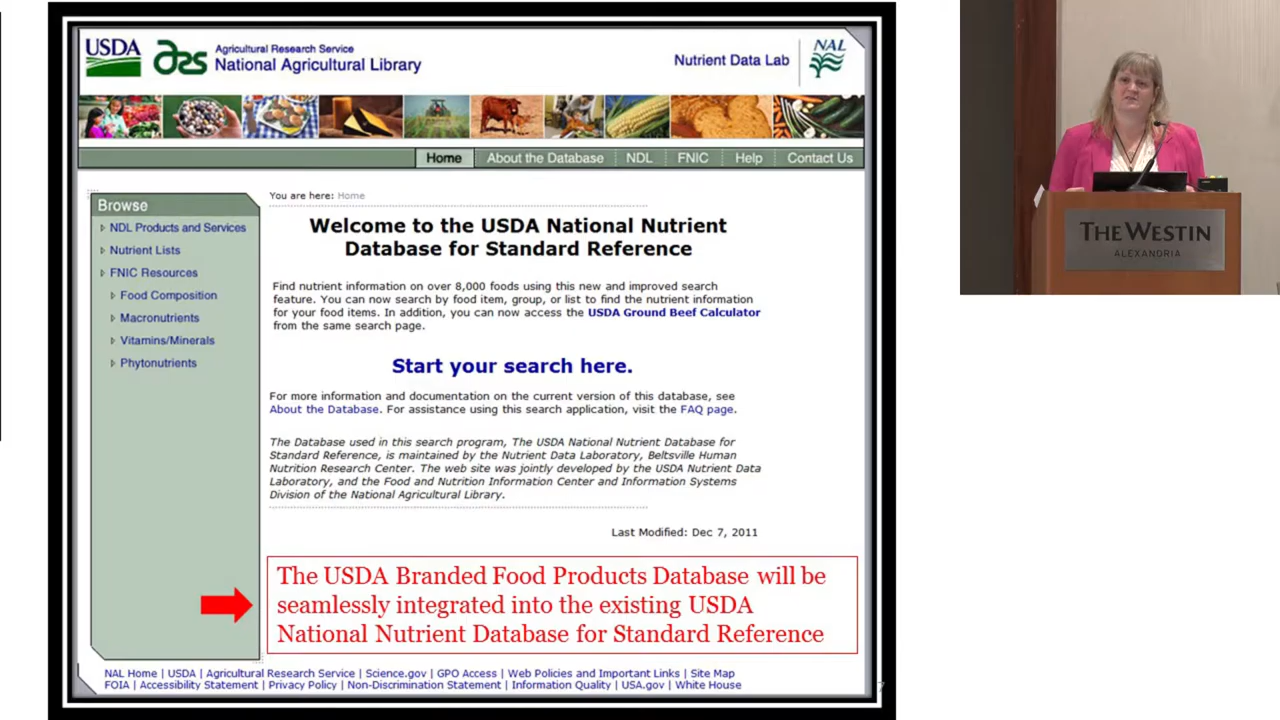 USDA
Agricultural Research Service
National Agricultural Library
Nutrient Data Lab
NAL
Home
About the Database
NDL
FNIC
Help
Contact Us
Browse
NDL Products and Services
Nutrient Lists
FNIC Resources
Food Composition
Macronutrients
Vitamins/Minerals
Phytonutrients
You are here: Home
Welcome to the USDA National Nutrient
Database for Standard Reference
Find nutrient information on over 8,000 foods using this new and improved search
feature. You can now search by food item, group, or list to find the nutrient information
for your food items. In addition, you can now access the USDA Ground Beef Calculator
from the same search page.
Start your search here.
For more information and documentation on the current version of this database, see
About the Database. For assistance using this search application, visit the FAQ page.
The Database used in this search program, The USDA National Nutrient Database for
Standard Reference, is maintained by the Nutrient Data Laboratory, Beltsville Human
Nutrition Research Center. The web site was jointly developed by the USDA Nutrient Data
Laboratory, and the Food and Nutrition Information Center and Information Systems
Division of the National Agricultural Library.
Last Modified: Dec 7, 2011
The USDA Branded Food Products Database will be
seamlessly integrated into the existing USDA
National Nutrient Database for Standard Reference
NAL Home | USDA | Agricultural Research Service | Science.gov | GPO Access | Web Policies and Important Links | Site Map
FOIA | Accessibility Statement | Privacy Policy | Non-Discrimination Statement | Information Quality | USA.gov | White House
THE WESTIN
ALEXANDRIA